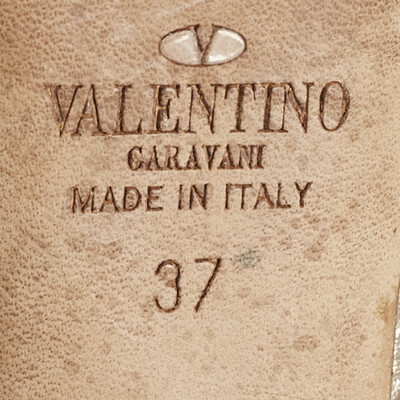 V
VALENTINO
GARAVANI
MADE IN ITALY
37